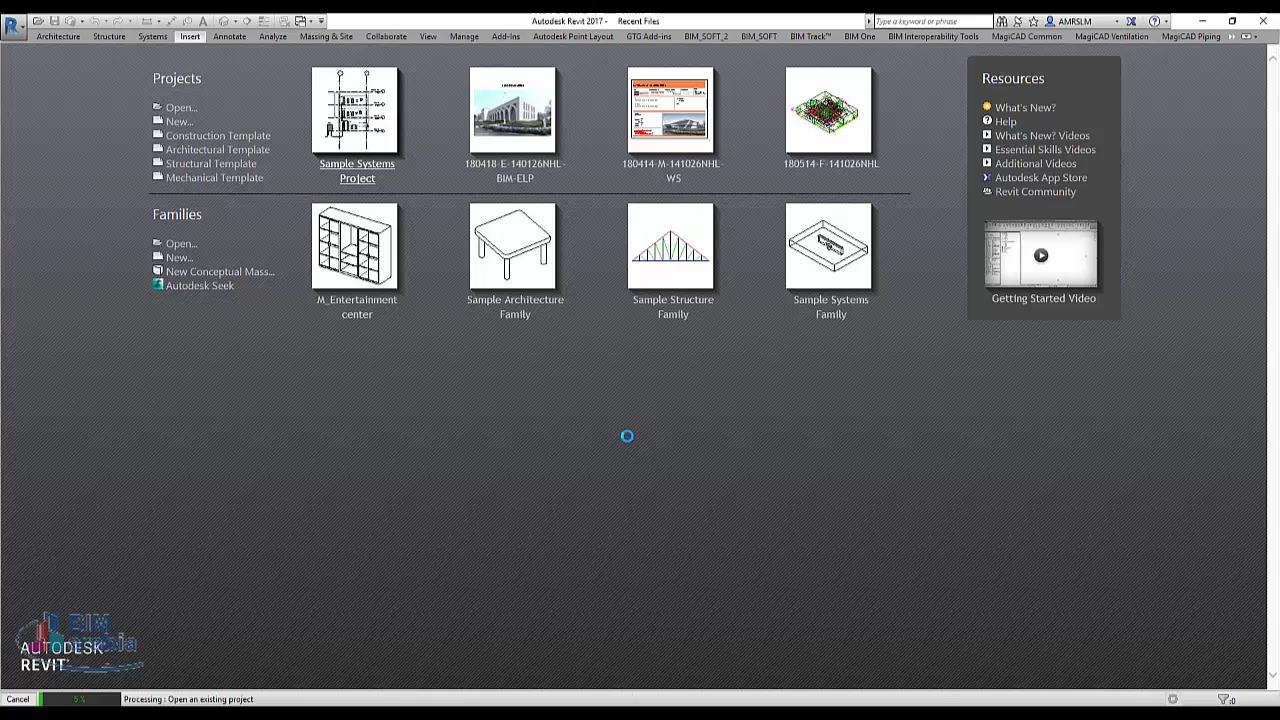 Autodesk Revit 2017 - Recent Files
Type a keyword or phrase
AMRSLM
Architecture Structure Systems Insert Annotate Analyze Massing & Site Collaborate View Manage Add-Ins Autodesk Point Layout GTG Add-ins BIM_SOFT_2 BIM_SOFT BIM Track™ BIM One BIM Interoperability Tools MagiCAD Common MagiCAD Ventilation MagiCAD Piping
Projects
Open...
New...
Construction Template
Architectural Template
Structural Template
Mechanical Template
Sample Systems
Project
180418-E-140126NHL-
BIM-ELP
180414-M-141026NHL-
WS
180514-F-141026NHL
Families
Open...
New...
New Conceptual Mass...
Autodesk Seek
M_Entertainment
center
Sample Architecture
Family
Sample Structure
Family
Sample Systems
Family
Resources
What's New?
Help
What's New? Videos
Essential Skills Videos
Additional Videos
Autodesk App Store
Revit Community
Getting Started Video
BIM
AUTODESK
REVIT
Cancel 5 % Processing : Open an existing project
:0